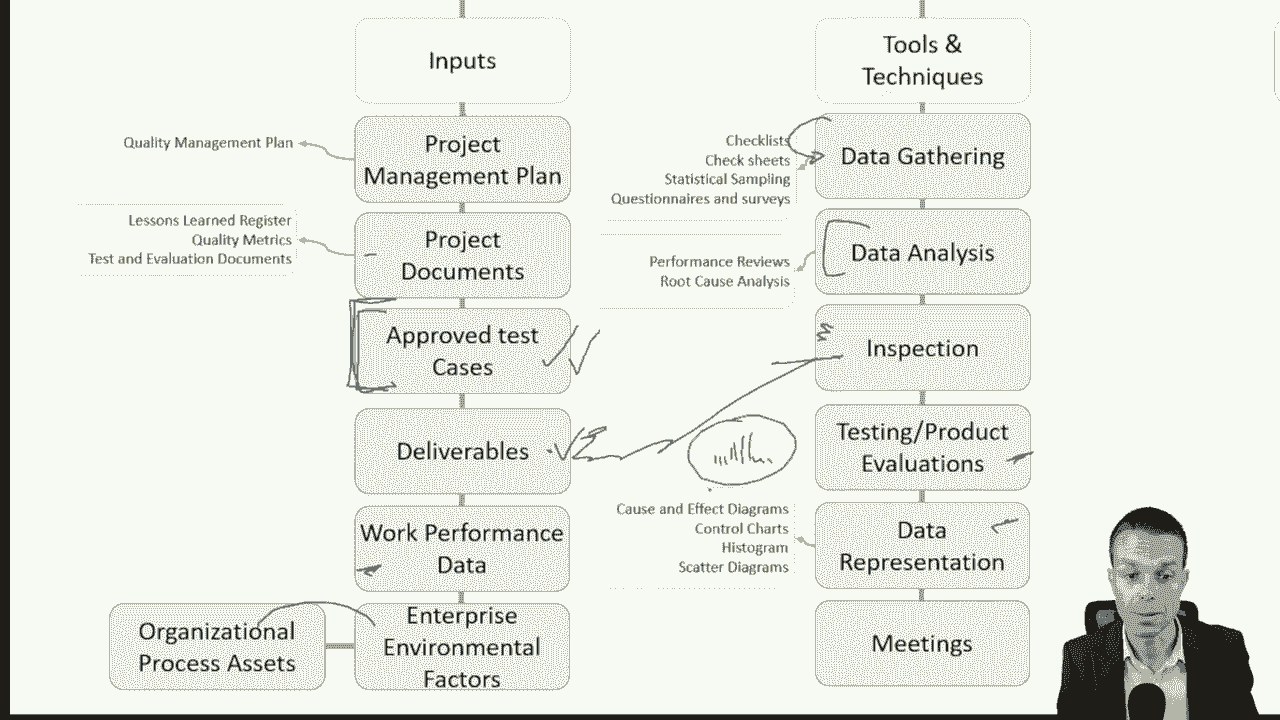 Inputs
Quality Management Plan
Project
Management Plan
Lessons Learned Register
Quality Metrics
Test and Evaluation Documents
Project
Documents
Approved test
Cases
Deliverables
Work Performance
Data
Organizational
Process Assets
Enterprise
Environmental
Factors
Tools &
Techniques
Checklists
Check sheets
Statistical Sampling
Questionnaires and surveys
Data Gathering
Performance Reviews
Root Cause Analysis
Data Analysis
Inspection
Testing/Product
Evaluations
Cause and Effect Diagrams
Control Charts
Histogram
Scatter Diagrams
Data
Representation
Meetings